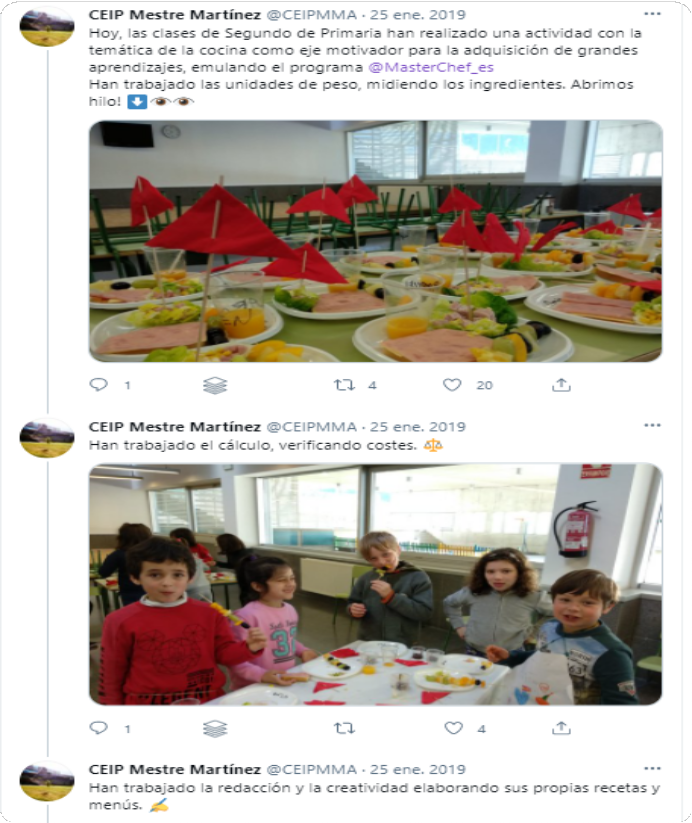 CEIP Mestre Martínez @CEIPMMA · 25 ene. 2019
Hoy, las clases de Segundo de Primaria han realizado una actividad con la
temática de la cocina como eje motivador para la adquisición de grandes
aprendizajes, emulando el programa @MasterChef_es
Han trabajado las unidades de peso, midiendo los ingredientes. Abrimos
hilo! ⬇️👁️👁️
1 4 20
CEIP Mestre Martínez @CEIPMMA · 25 ene. 2019
Han trabajado el cálculo, verificando costes. ⚖️
1 4
CEIP Mestre Martínez @CEIPMMA · 25 ene. 2019
Han trabajado la redacción y la creatividad elaborando sus propias recetas y
menús. ✍️